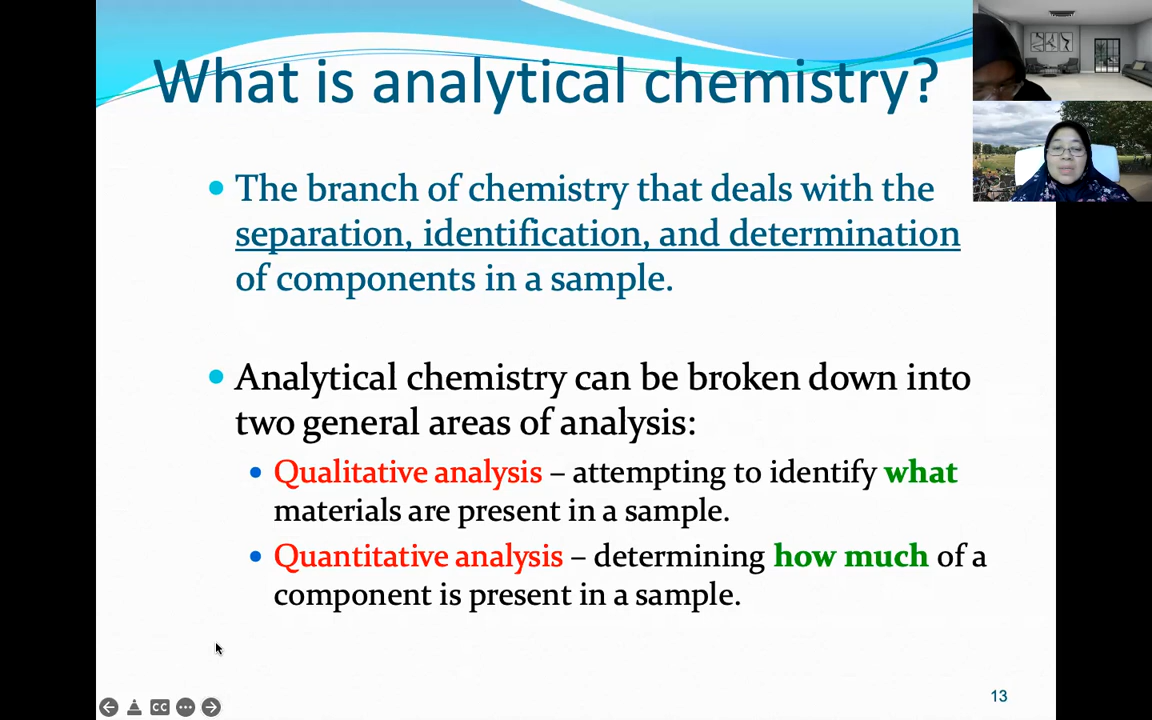 What is analytical chemistry?
• The branch of chemistry that deals with the
separation, identification, and determination
of components in a sample.
• Analytical chemistry can be broken down into
two general areas of analysis:
• Qualitative analysis – attempting to identify what
materials are present in a sample.
• Quantitative analysis – determining how much of a
component is present in a sample.
13
CC